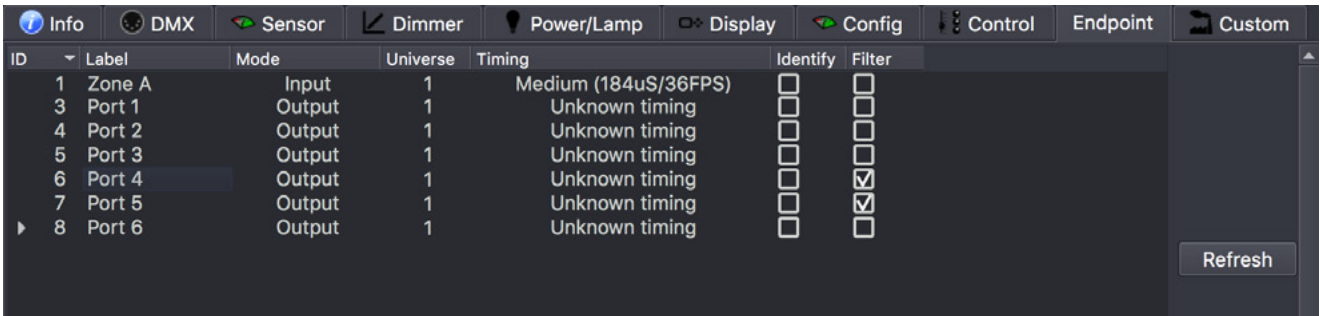 Info DMX Sensor Dimmer Power/Lamp Display Config Control Endpoint Custom
ID Label Mode Universe Timing Identify Filter
1 Zone A Input 1 Medium (184uS/36FPS)
3 Port 1 Output 1 Unknown timing
4 Port 2 Output 1 Unknown timing
5 Port 3 Output 1 Unknown timing
6 Port 4 Output 1 Unknown timing
7 Port 5 Output 1 Unknown timing
8 Port 6 Output 1 Unknown timing
Refresh